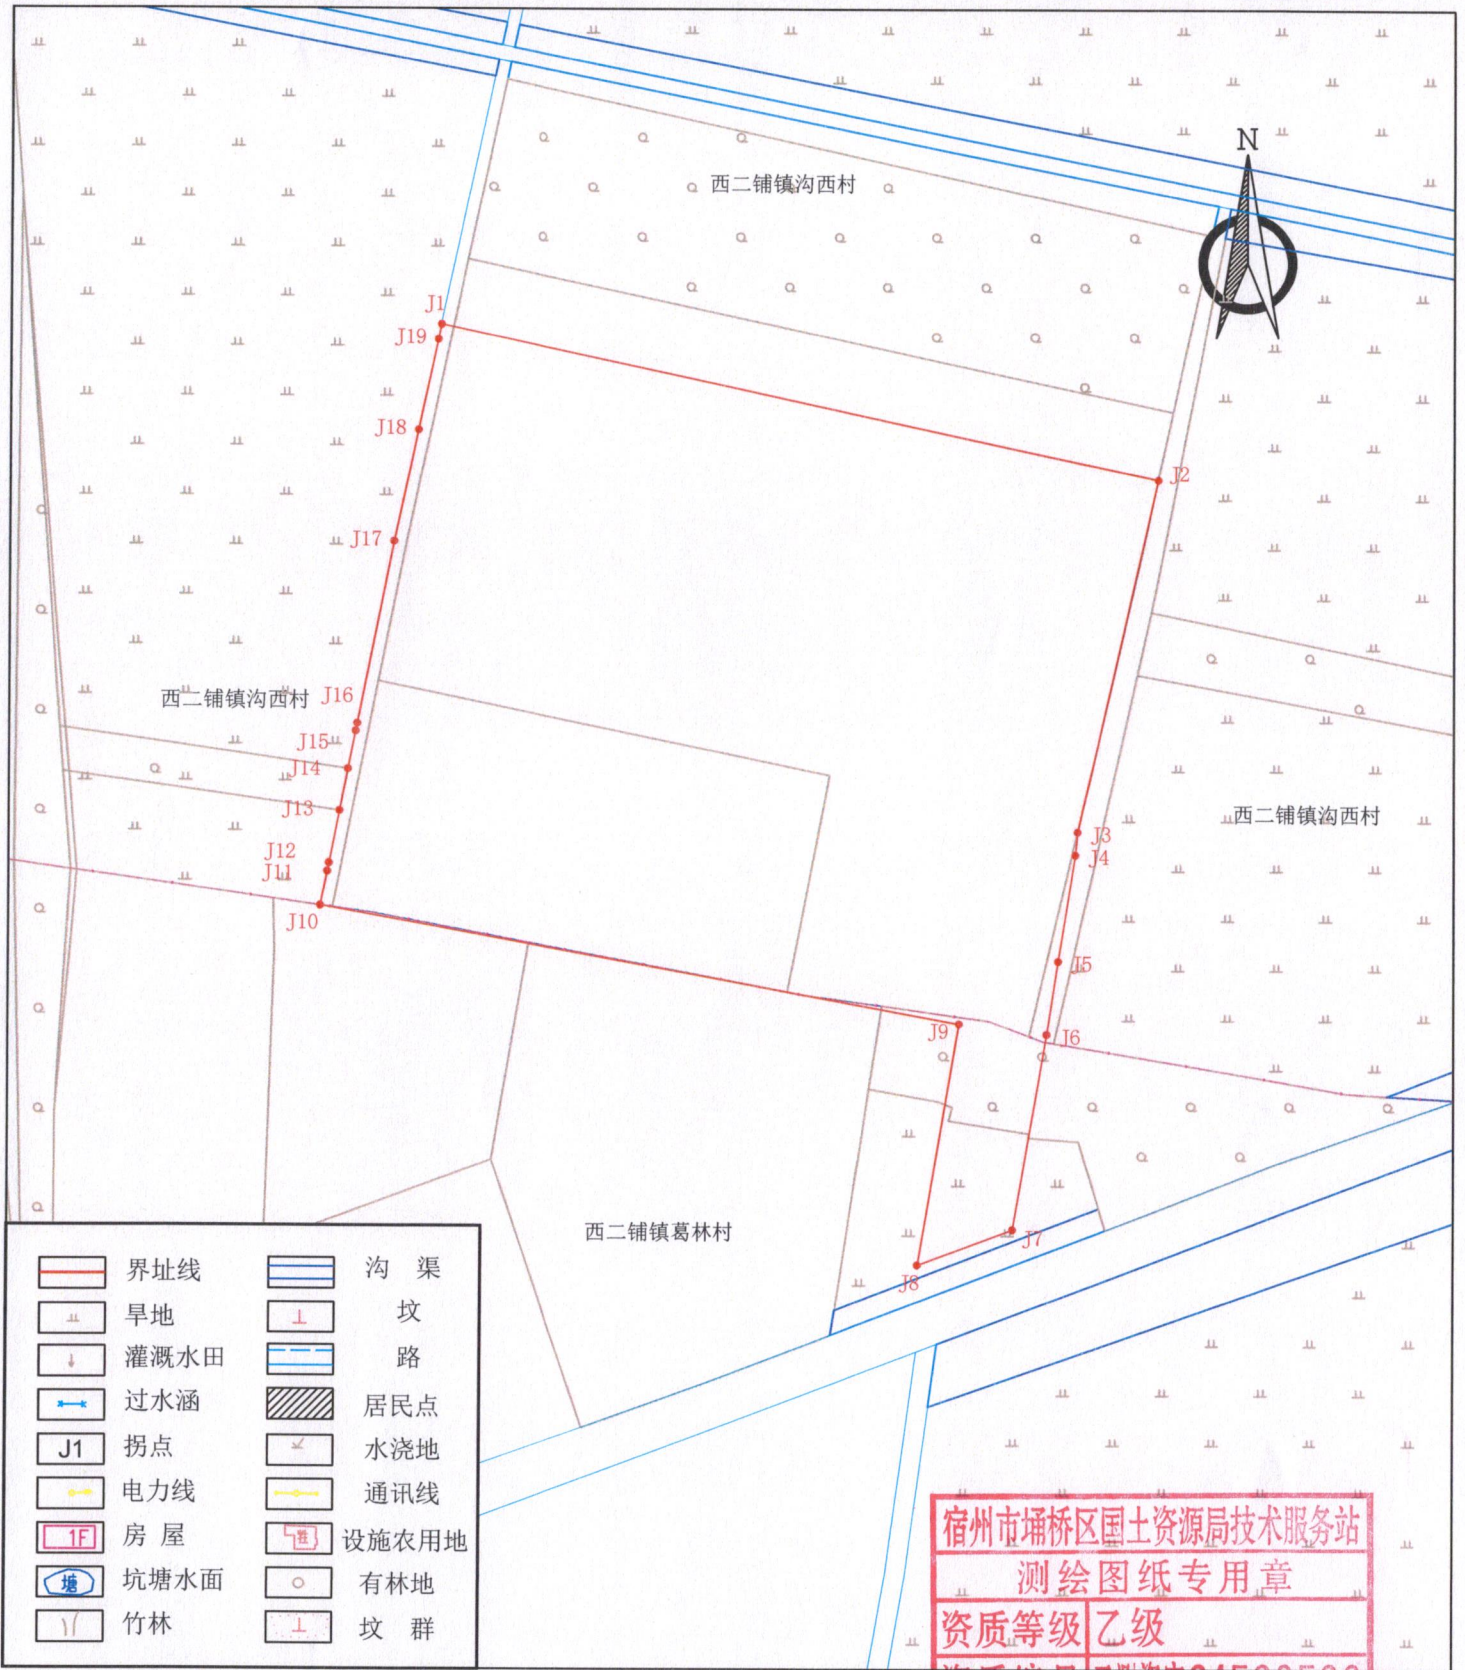 N
西二铺镇沟西村
J1
J19
J18
J2
J17
J16
西二铺镇沟西村
J15
J14
J13
西二铺镇沟西村
J3
J4
J12
J11
J10
J5
J9
J6
西二铺镇葛林村
J7
J8
界址线
沟 渠
旱地
坟
灌溉水田
路
过水涵
居民点
J1 拐点
水浇地
电力线
通讯线
1F 房 屋
设施农用地
塘 坑塘水面
有林地
竹林
坟 群
宿州市埇桥区国土资源局技术服务站
测绘图纸专用章
资质等级 乙级